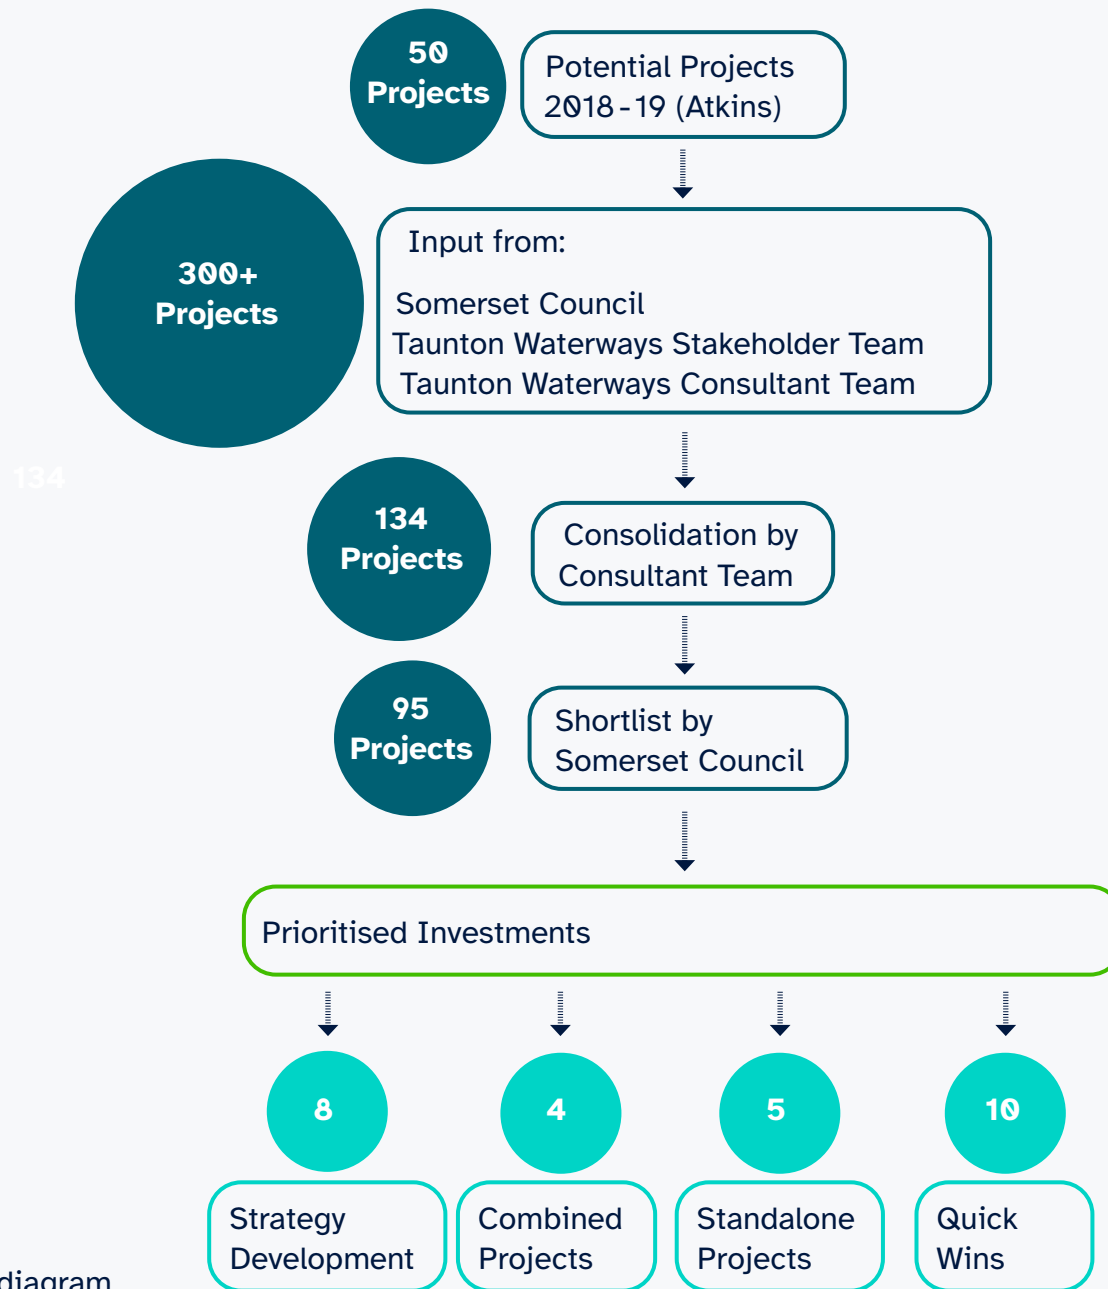 50
Projects
Potential Projects
2018-19 (Atkins)
300+
Projects
Input from:
Somerset Council
Taunton Waterways Stakeholder Team
Taunton Waterways Consultant Team
134
134
Projects
Consolidation by
Consultant Team
95
Projects
Shortlist by
Somerset Council
Prioritised Investments
8
4
5
10
Strategy
Development
Combined
Projects
Standalone
Projects
Quick
Wins
diagram